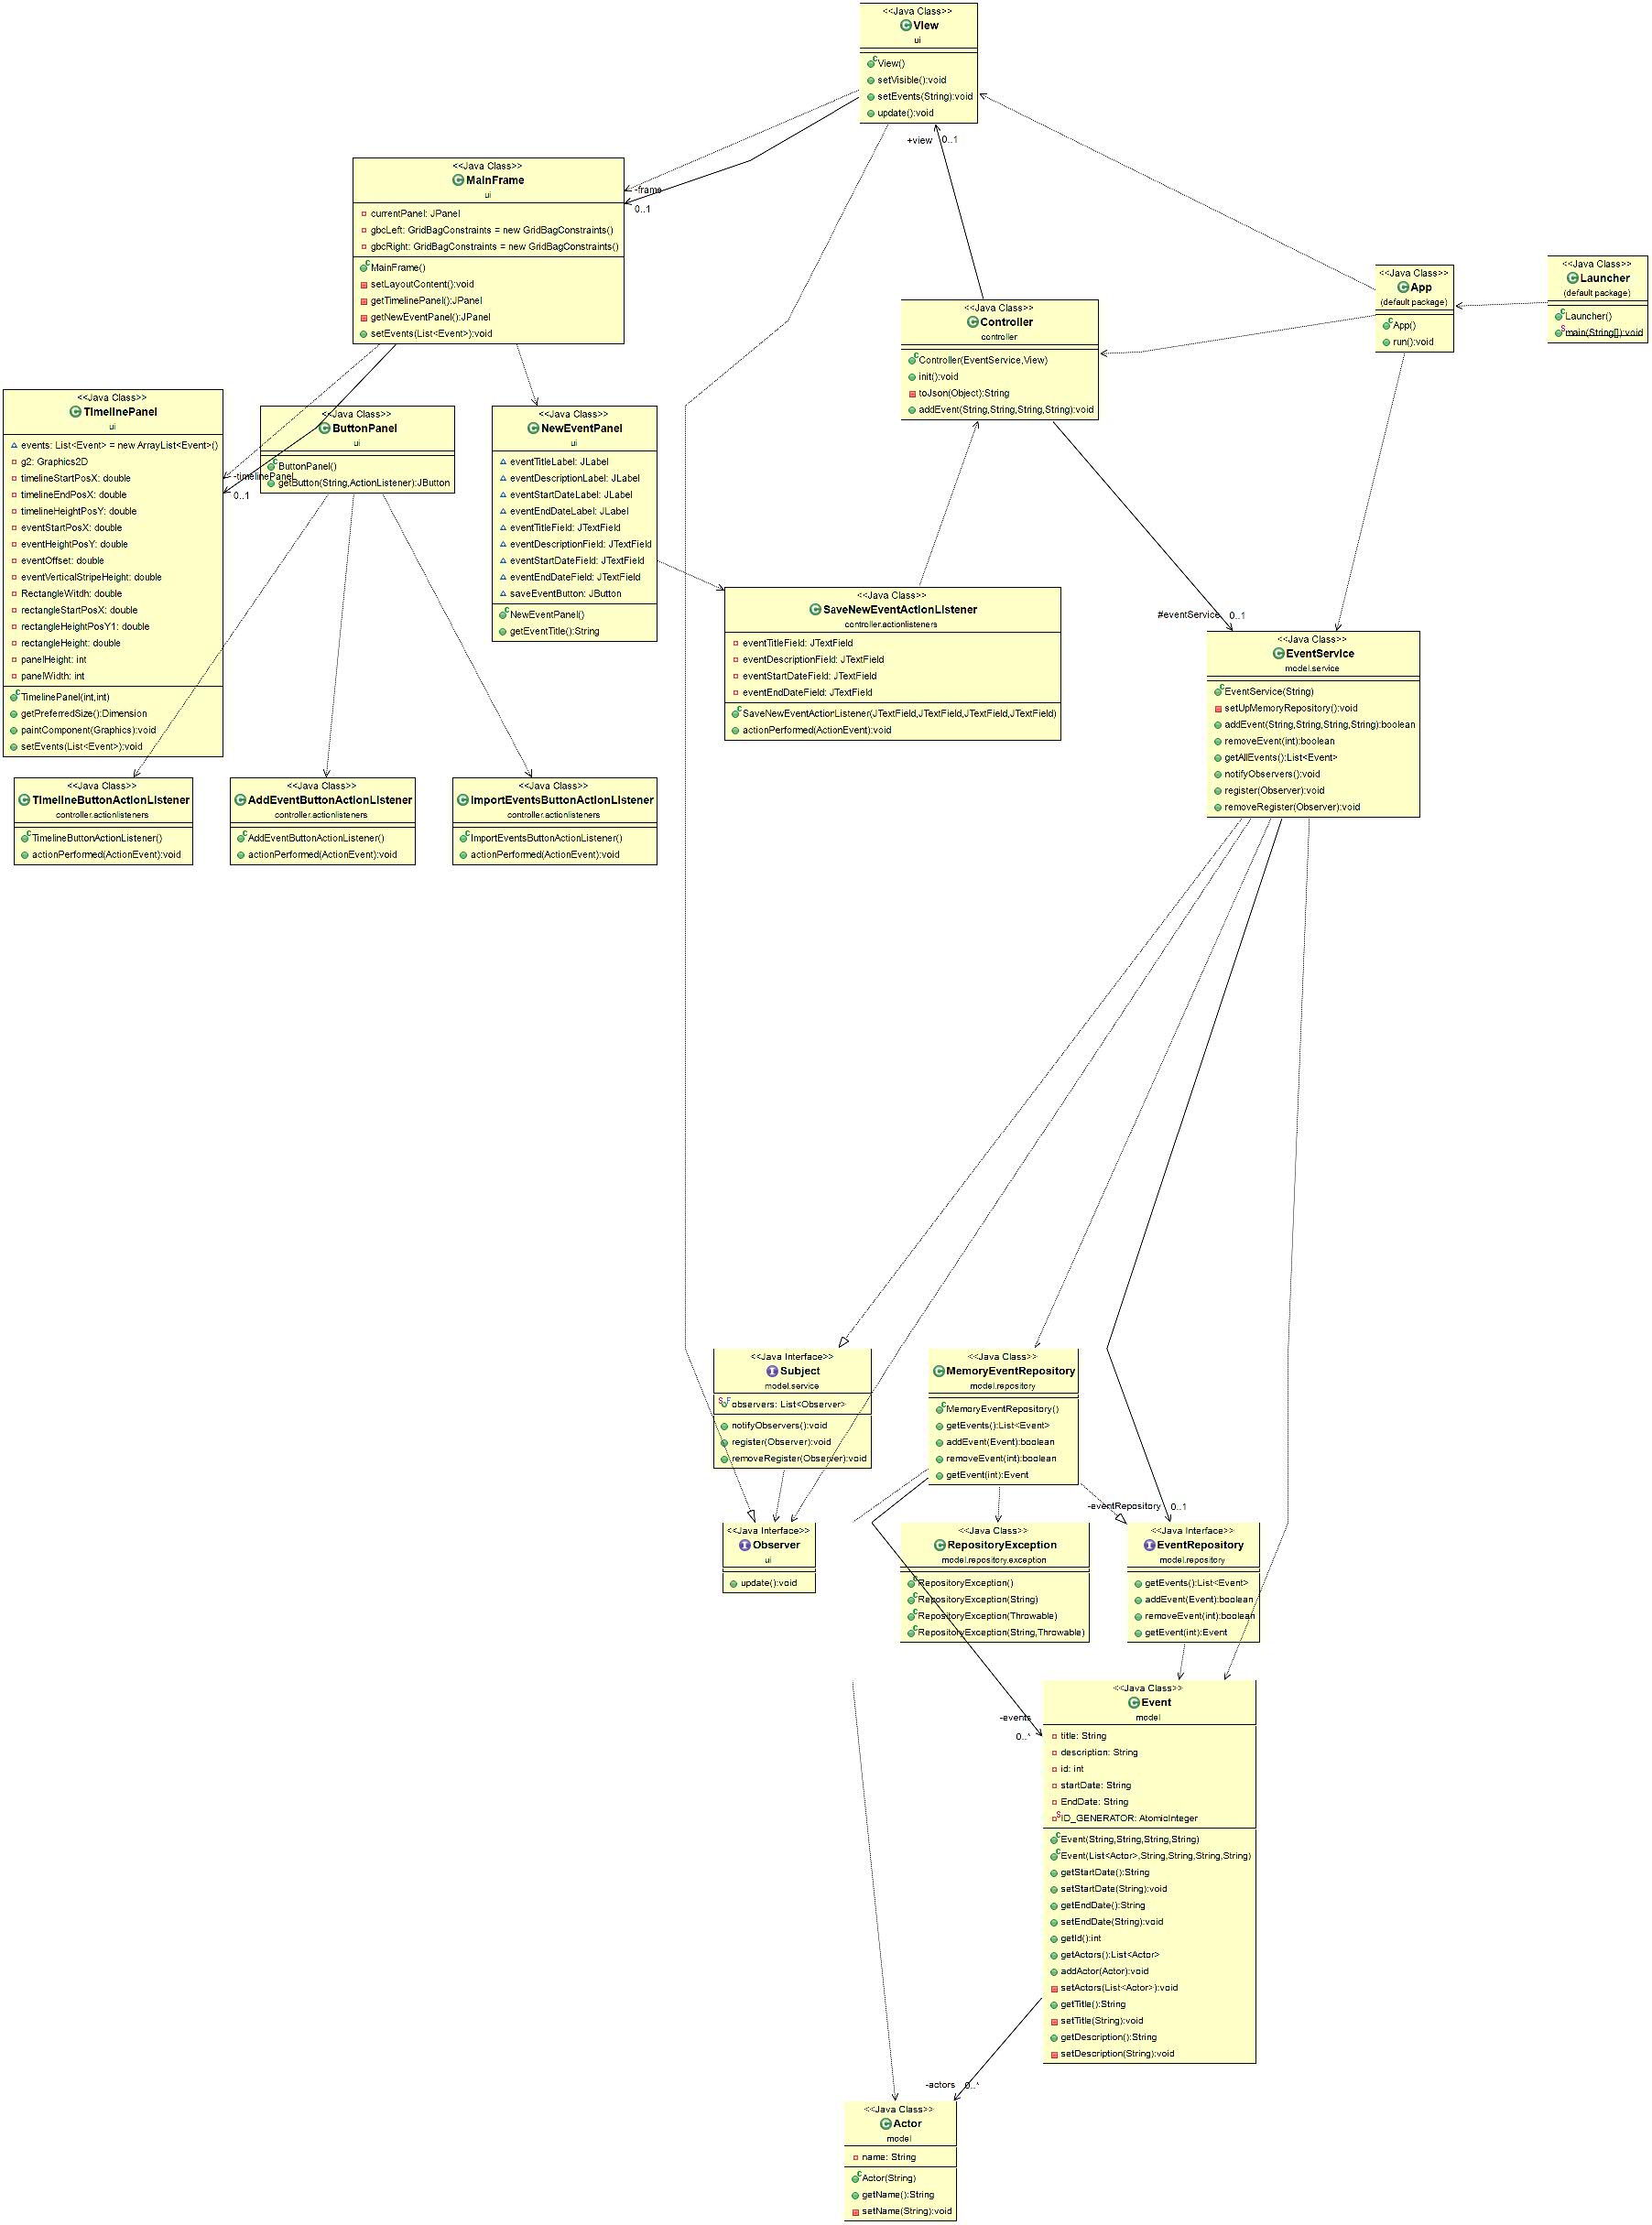 <<Java Class>>
View
ui
View()
setVisible():void
setEvents(String):void
update():void
+view
0..1
-frame
0..1
<<Java Class>>
MainFrame
ui
currentPanel: JPanel
gbcLeft: GridBagConstraints = new GridBagConstraints()
gbcRight: GridBagConstraints = new GridBagConstraints()
MainFrame()
setLayoutContent():void
getTimelinePanel():JPanel
getNewEventPanel():JPanel
setEvents(List<Event>):void
<<Java Class>>
Controller
controller
Controller(EventService,View)
init():void
toJson(Object):String
addEvent(String,String,String,String):void
<<Java Class>>
App
(default package)
App()
run():void
<<Java Class>>
Launcher
(default package)
Launcher()
main(String[]):void
<<Java Class>>
TimelinePanel
ui
events: List<Event> = new ArrayList<Event>()
g2: Graphics2D
timelineStartPosX: double
timelineEndPosX: double
timelineHeightPosY: double
eventStartPosX: double
eventHeightPosY: double
eventOffset: double
eventVerticalStripeHeight: double
RectangleWitdh: double
rectangleStartPosX: double
rectangleHeightPosY1: double
rectangleHeight: double
panelHeight: int
panelWidth: int
TimelinePanel(int,int)
getPreferredSize():Dimension
paintComponent(Graphics):void
setEvents(List<Event>):void
-timelinePanel
0..1
<<Java Class>>
ButtonPanel
ui
ButtonPanel()
getButton(String,ActionListener):JButton
<<Java Class>>
NewEventPanel
ui
eventTitleLabel: JLabel
eventDescriptionLabel: JLabel
eventStartDateLabel: JLabel
eventEndDateLabel: JLabel
eventTitleField: JTextField
eventDescriptionField: JTextField
eventStartDateField: JTextField
eventEndDateField: JTextField
saveEventButton: JButton
NewEventPanel()
getEventTitle():String
<<Java Class>>
SaveNewEventActionListener
controller.actionlisteners
eventTitleField: JTextField
eventDescriptionField: JTextField
eventStartDateField: JTextField
eventEndDateField: JTextField
SaveNewEventActionListener(JTextField,JTextField,JTextField,JTextField)
actionPerformed(ActionEvent):void
#eventService
0..1
<<Java Class>>
EventService
model.service
EventService(String)
setUpMemoryRepository():void
addEvent(String,String,String,String):boolean
removeEvent(int):boolean
getAllEvents():List<Event>
notifyObservers():void
register(Observer):void
removeRegister(Observer):void
<<Java Class>>
TimelineButtonActionListener
controller.actionlisteners
TimelineButtonActionListener()
actionPerformed(ActionEvent):void
<<Java Class>>
AddEventButtonActionListener
controller.actionlisteners
AddEventButtonActionListener()
actionPerformed(ActionEvent):void
<<Java Class>>
ImportEventsButtonActionListener
controller.actionlisteners
ImportEventsButtonActionListener()
actionPerformed(ActionEvent):void
<<Java Interface>>
Subject
model.service
observers: List<Observer>
notifyObservers():void
register(Observer):void
removeRegister(Observer):void
<<Java Class>>
MemoryEventRepository
model.repository
MemoryEventRepository()
getEvents():List<Event>
addEvent(Event):boolean
removeEvent(int):boolean
getEvent(int):Event
-eventRepository
0..1
<<Java Interface>>
Observer
ui
update():void
<<Java Class>>
RepositoryException
model.repository.exception
RepositoryException()
RepositoryException(String)
RepositoryException(Throwable)
RepositoryException(String,Throwable)
<<Java Interface>>
EventRepository
model.repository
getEvents():List<Event>
addEvent(Event):boolean
removeEvent(int):boolean
getEvent(int):Event
-events
0..*
<<Java Class>>
Event
model
title: String
description: String
id: int
startDate: String
EndDate: String
ID_GENERATOR: AtomicInteger
Event(String,String,String,String)
Event(List<Actor>,String,String,String,String)
getStartDate():String
setStartDate(String):void
getEndDate():String
setEndDate(String):void
getId():int
getActors():List<Actor>
addActor(Actor):void
setActors(List<Actor>):void
getTitle():String
setTitle(String):void
getDescription():String
setDescription(String):void
-actors
0..*
<<Java Class>>
Actor
model
name: String
Actor(String)
getName():String
setName(String):void